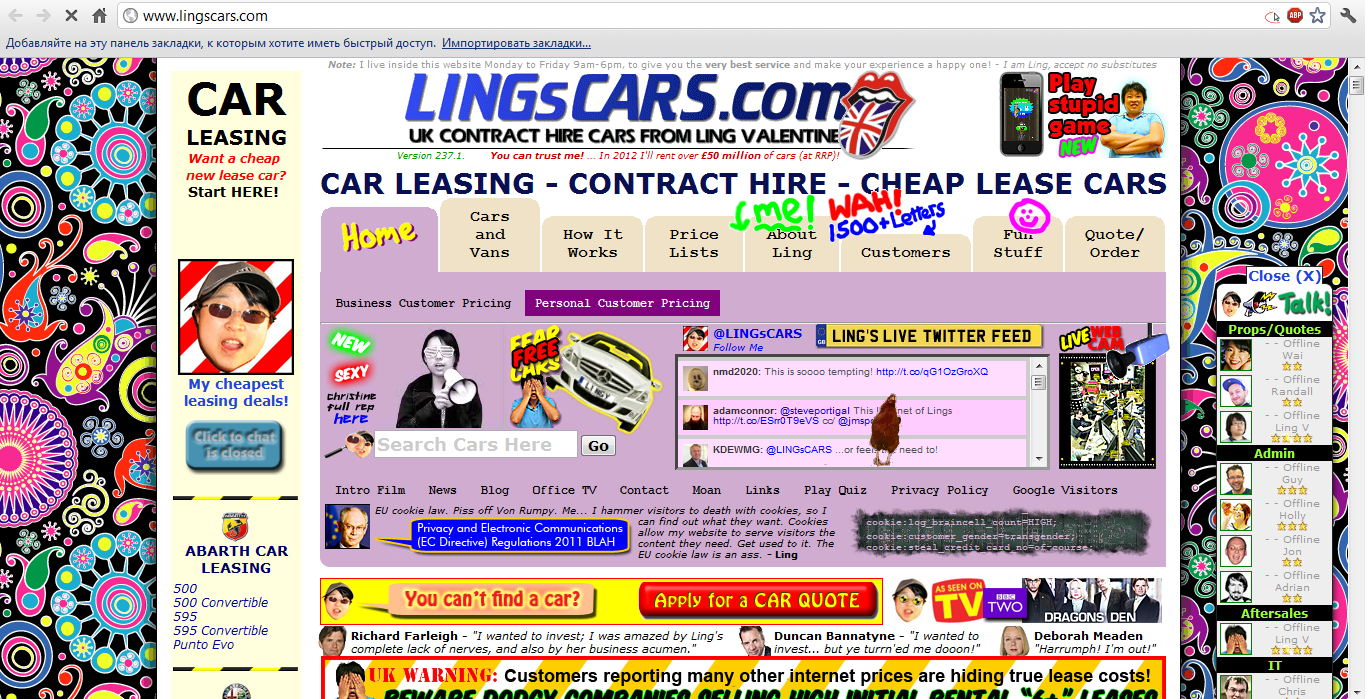 www.lingscars.com
ABP
Добавляйте на эту панель закладки, к которым хотите иметь быстрый доступ. Импортировать закладки...
Note: I live inside this website Monday to Friday 9am-6pm, to give you the very best service and make your experience a happy one! - I am Ling, accept no substitutes
CAR
LEASING
Want a cheap
new lease car?
Start HERE!
My cheapest
leasing deals!
Click to chat
is closed
ABARTH CAR
LEASING
500
500 Convertible
595
595 Convertible
Punto Evo
LINGsCARS.com
UK CONTRACT HIRE CARS FROM LING VALENTINE
Version 237.1. You can trust me! ... In 2012 I'll rent over £50 million of cars (at RRP)!
Play
stupid
game
NEW
CAR LEASING - CONTRACT HIRE - CHEAP LEASE CARS
me!
WAH!
1500+Letters
Home
Cars
and
Vans
How It
Works
Price
Lists
About
Ling
Customers
Fun
Stuff
Quote/
Order
Business Customer Pricing
Personal Customer Pricing
NEW
SEXY
christine
full rep
here
FEAR
FREE
LINKS
Search Cars Here
Go
@LINGsCARS
Follow Me
GB
LING'S LIVE TWITTER FEED
nmd2020: This is soooo tempting! http://t.co/qG1OzGroXQ
adamconnor: @steveportigal This
net of Lings
http://t.co/ESrr0T9eVS cc/ @jmsp
KDEWMG: @LINGsCARS ...or feel
need to!
LIVE WEB
CAM
Intro Film
News
Blog
Office TV
Contact
Moan
Links
Play Quiz
Privacy Policy
Google Visitors
EU cookie law. Piss off Von Rumpy. Me... I hammer visitors to death with cookies, so I
can find out what they want. Cookies
allow my website to serve visitors the
content they need. Get used to it. The
EU cookie law is an ass. - Ling
Privacy and Electronic Communications
(EC Directive) Regulations 2011 BLAH
cookie:log_braincell_count=HIGH;
cookie:customer_gender=transgender;
cookie:steal_credit_card_no=of-course;
You can't find a car?
Apply for a CAR QUOTE
AS SEEN ON
TV
BBC
TWO
DRAGONS DEN
Richard Farleigh - "I wanted to invest; I was amazed by Ling's
complete lack of nerves, and also by her business acumen."
Duncan Bannatyne - "I wanted to
invest... but ye turrn'ed me dooon!"
Deborah Meaden
"Harrumph! I'm out!"
UK WARNING: Customers reporting many other internet prices are hiding true lease costs!
Close (X)
Talk!
Props/Quotes
- - Offline
Wai
- - Offline
Randall
- - Offline
Ling V
Admin
- - Offline
Guy
- - Offline
Holly
- - Offline
Jon
- - Offline
Adrian
Aftersales
- - Offline
Ling V
IT
- - Offline
Chris